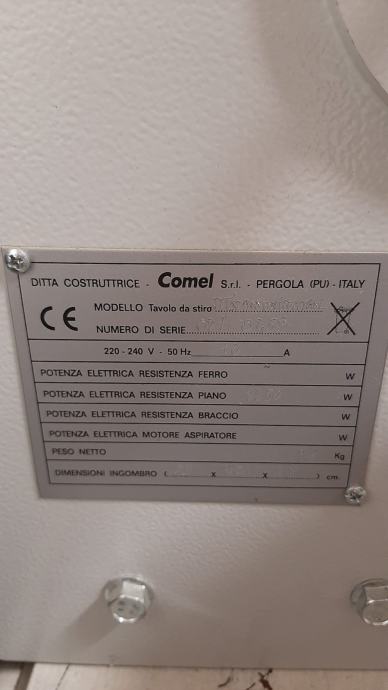 DITTA COSTRUTTRICE - Comel S.r.l. - PERGOLA (PU) - ITALY
CE MODELLO Tavolo da stiro
NUMERO DI SERIE
220 - 240 V - 50 Hz A
POTENZA ELETTRICA RESISTENZA FERRO W
POTENZA ELETTRICA RESISTENZA PIANO W
POTENZA ELETTRICA RESISTENZA BRACCIO W
POTENZA ELETTRICA MOTORE ASPIRATORE W
PESO NETTO Kg
DIMENSIONI INGOMBRO ( x x ) cm.